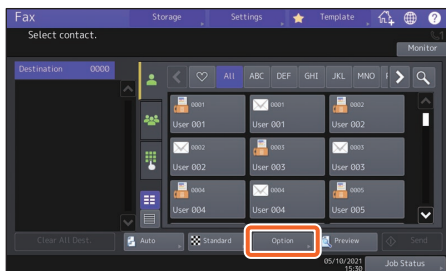 Fax Storage Settings Template
Select contact.
Monitor
Destination 0000
All ABC DEF GHI JKL MNO
0001 0001 0002
User 001 User 001 User 002
0002 0003 0003
User 002 User 003 User 003
0004 0004 0005
User 004 User 004 User 005
Clear All Dest. Auto Standard Option Preview Send
05/10/2021
15:30
Job Status